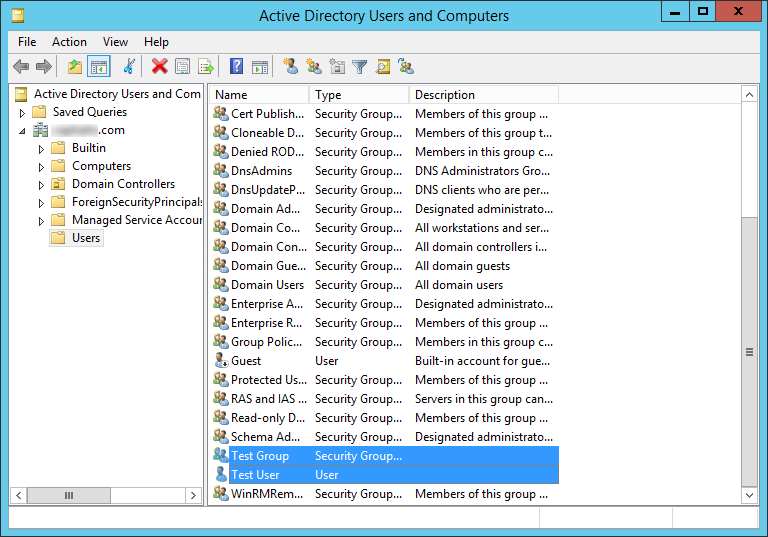 Active Directory Users and Computers
File Action View Help
Active Directory Users and Com
Saved Queries
.com
Builtin
Computers
Domain Controllers
ForeignSecurityPrincipals
Managed Service Accour
Users
Name Type Description
Cert Publish... Security Group... Members of this group ...
Cloneable D... Security Group... Members of this group t...
Denied ROD... Security Group... Members in this group c...
DnsAdmins Security Group... DNS Administrators Gro...
DnsUpdateP... Security Group... DNS clients who are per...
Domain Ad... Security Group... Designated administrato...
Domain Co... Security Group... All workstations and ser...
Domain Con... Security Group... All domain controllers i...
Domain Gue... Security Group... All domain guests
Domain Users Security Group... All domain users
Enterprise A... Security Group... Designated administrato...
Enterprise R... Security Group... Members of this group ...
Group Polic... Security Group... Members in this group c...
Guest User Built-in account for gue...
Protected Us... Security Group... Members of this group ...
RAS and IAS ... Security Group... Servers in this group can...
Read-only D... Security Group... Members of this group ...
Schema Ad... Security Group... Designated administrato...
Test Group Security Group...
Test User User
WinRMRem... Security Group... Members of this group ...